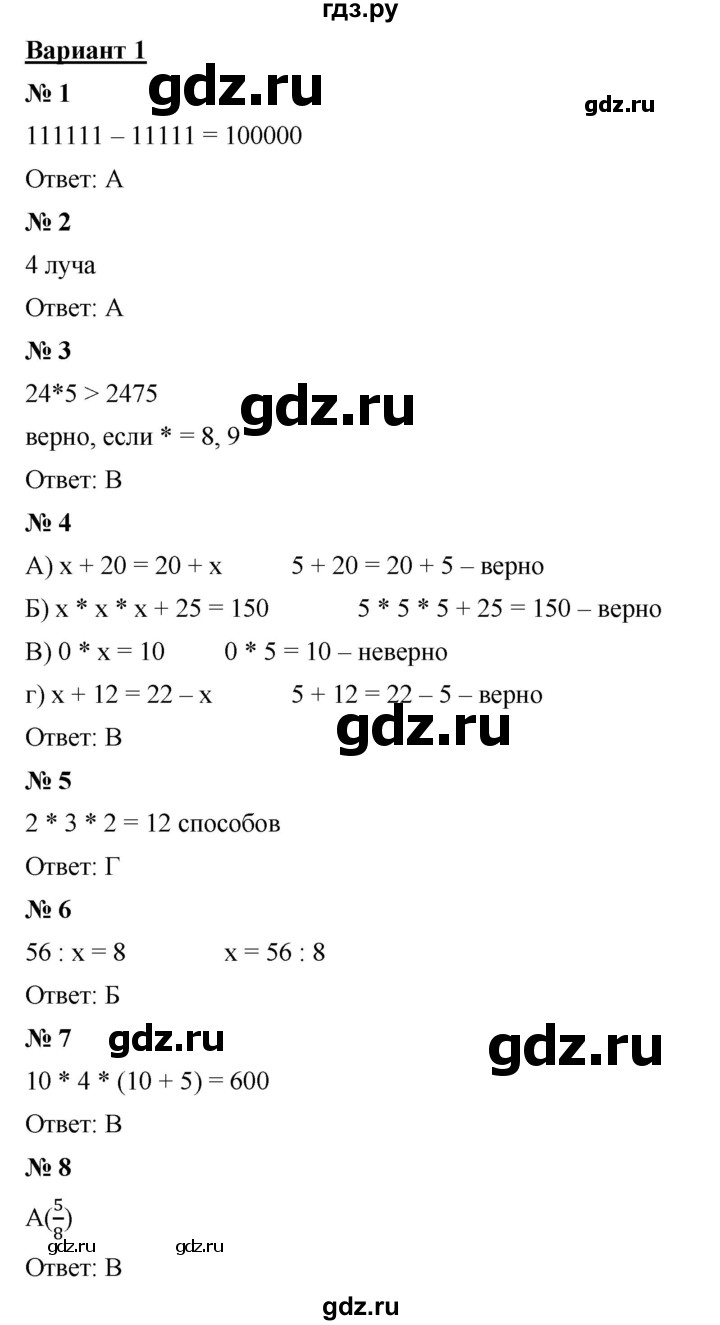 гдз.ру
Вариант 1
gdz.ru
№ 1
gdz.ru
111111 – 11111 = 100000
Ответ: А
№ 2
4 луча
Ответ: А
№ 3
24*5 > 2475
gdz.ru
верно, если * = 8, 9
Ответ: В
№ 4
А) х + 20 = 20 + х 5 + 20 = 20 + 5 – верно
Б) х * х * х + 25 = 150 5 * 5 * 5 + 25 = 150 – верно
В) 0 * х = 10 0 * 5 = 10 – неверно
г) х + 12 = 22 – х 5 + 12 = 22 – 5 – верно
gdz.ru
Ответ: В
№ 5
2 * 3 * 2 = 12 способов
Ответ: Г
№ 6
56 : х = 8 х = 56 : 8
Ответ: Б
№ 7 gdz.ru gdz.ru
10 * 4 * (10 + 5) = 600
Ответ: В
№ 8
А(5/8)
gdz.ru gdz.ru
Ответ: В
gdz.ru